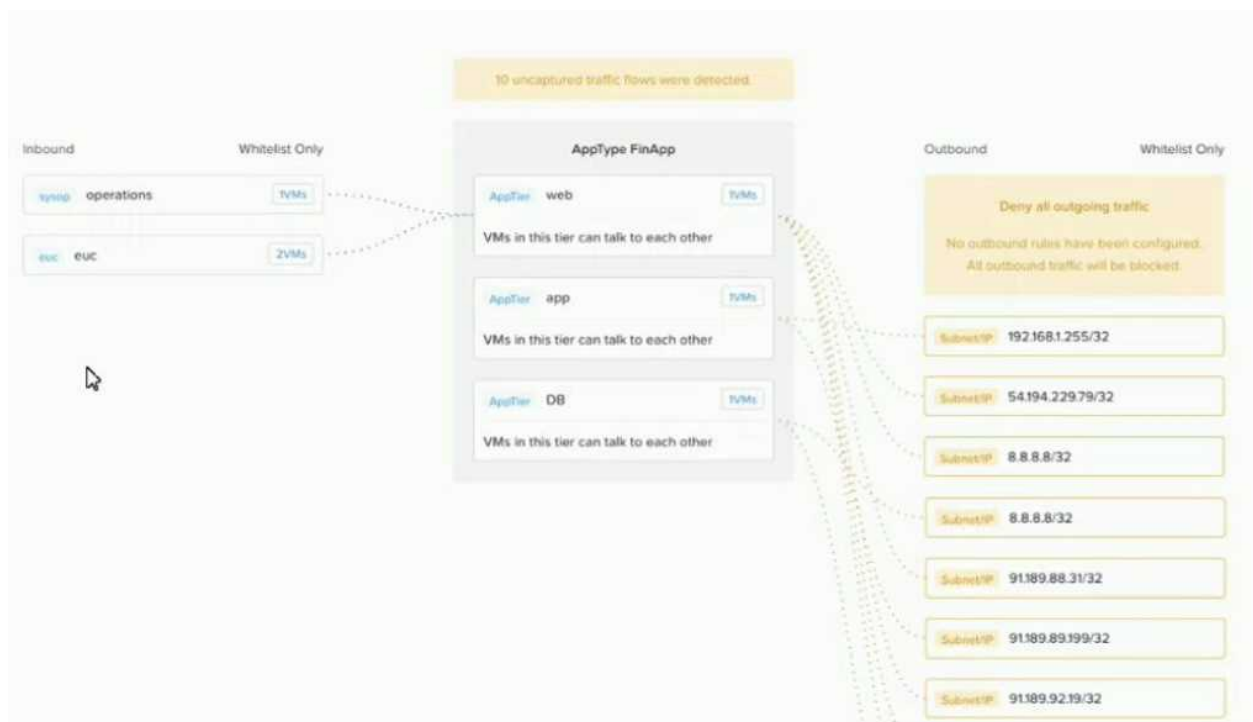 10 uncaptured traffic flows were detected.
Inbound Whitelist Only
sysop operations 1VMs
euc euc 2VMs
AppType FinApp
AppTier web 1VMs
VMs in this tier can talk to each other
AppTier app 1VMs
VMs in this tier can talk to each other
AppTier DB 1VMs
VMs in this tier can talk to each other
Outbound Whitelist Only
Deny all outgoing traffic
No outbound rules have been configured.
All outbound traffic will be blocked.
Subnet/IP 192.168.1.255/32
Subnet/IP 54.194.229.79/32
Subnet/IP 8.8.8.8/32
Subnet/IP 8.8.8.8/32
Subnet/IP 91.189.88.31/32
Subnet/IP 91.189.89.199/32
Subnet/IP 91.189.92.19/32